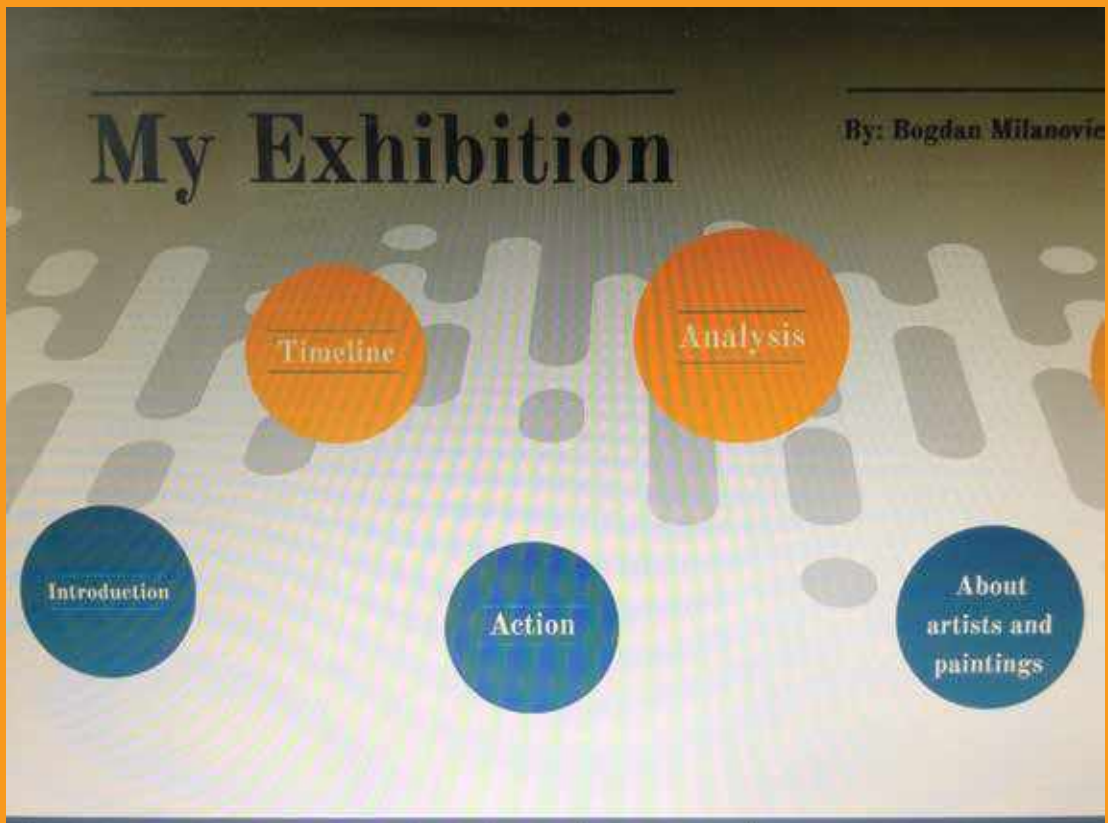 My Exhibition
By: Bogdan Milanovic
Timeline
Analysis
Introduction
Action
About
artists and
paintings